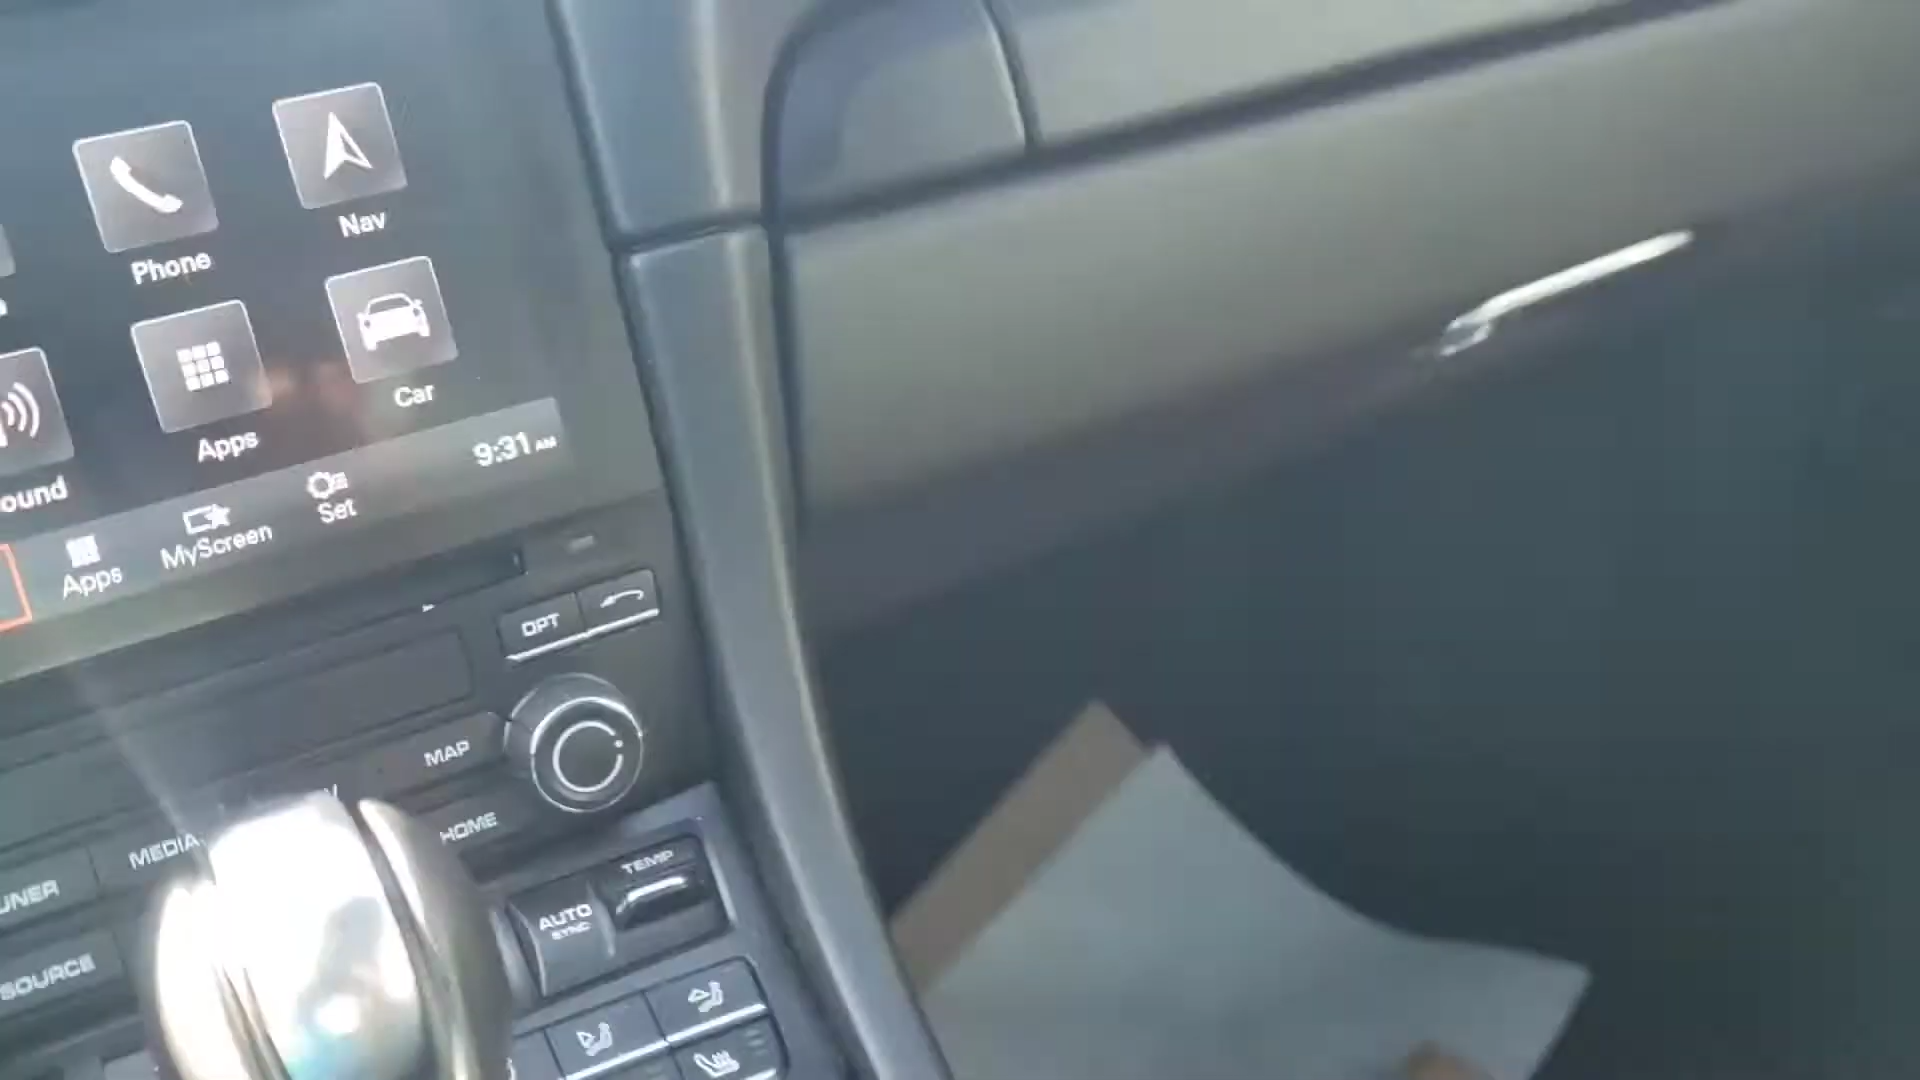 Phone
Nav
Apps
Car
ound
9:31 AM
Apps
MyScreen
Set
OPT
MAP
HOME
MEDIA
UNER
SOURCE
TEMP
AUTO
SYNC